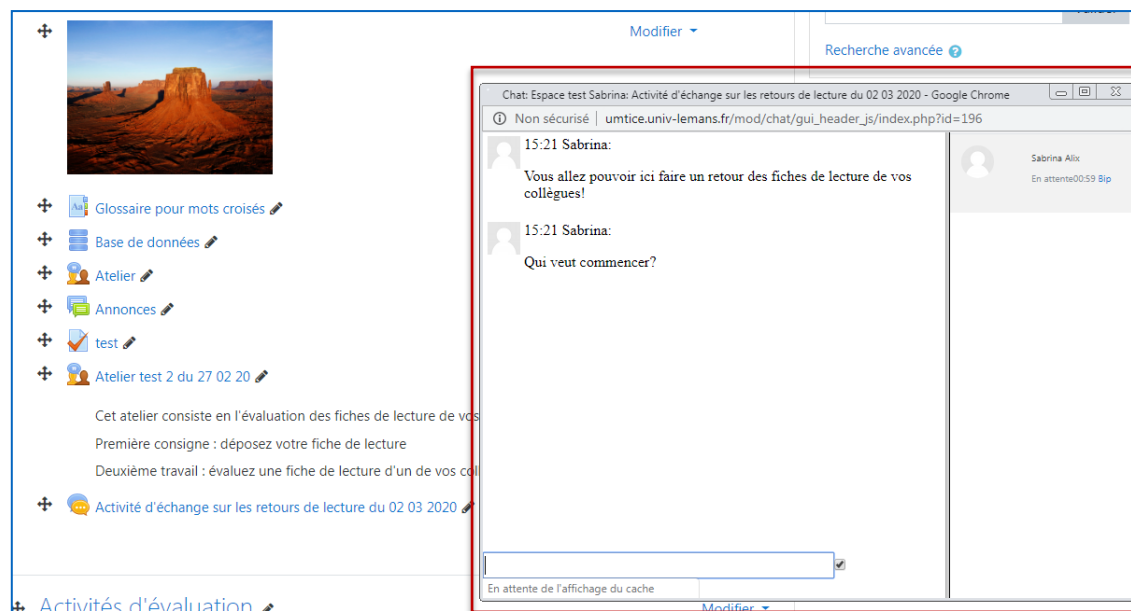 Modifier
Recherche avancée
Chat: Espace test Sabrina: Activité d'échange sur les retours de lecture du 02 03 2020 - Google Chrome
Non sécurisé | umtice.univ-lemans.fr/mod/chat/gui_header_js/index.php?id=196
15:21 Sabrina:
Vous allez pouvoir ici faire un retour des fiches de lecture de vos
collègues!
15:21 Sabrina:
Qui veut commencer?
Sabrina Alix
En attente00:59 Bip
En attente de l'affichage du cache
Glossaire pour mots croisés
Base de données
Atelier
Annonces
test
Atelier test 2 du 27 02 20
Cet atelier consiste en l'évaluation des fiches de lecture de vos
Première consigne : déposez votre fiche de lecture
Deuxième travail : évaluez une fiche de lecture d'un de vos col
Activité d'échange sur les retours de lecture du 02 03 2020
Activités d'évaluation
Modifier